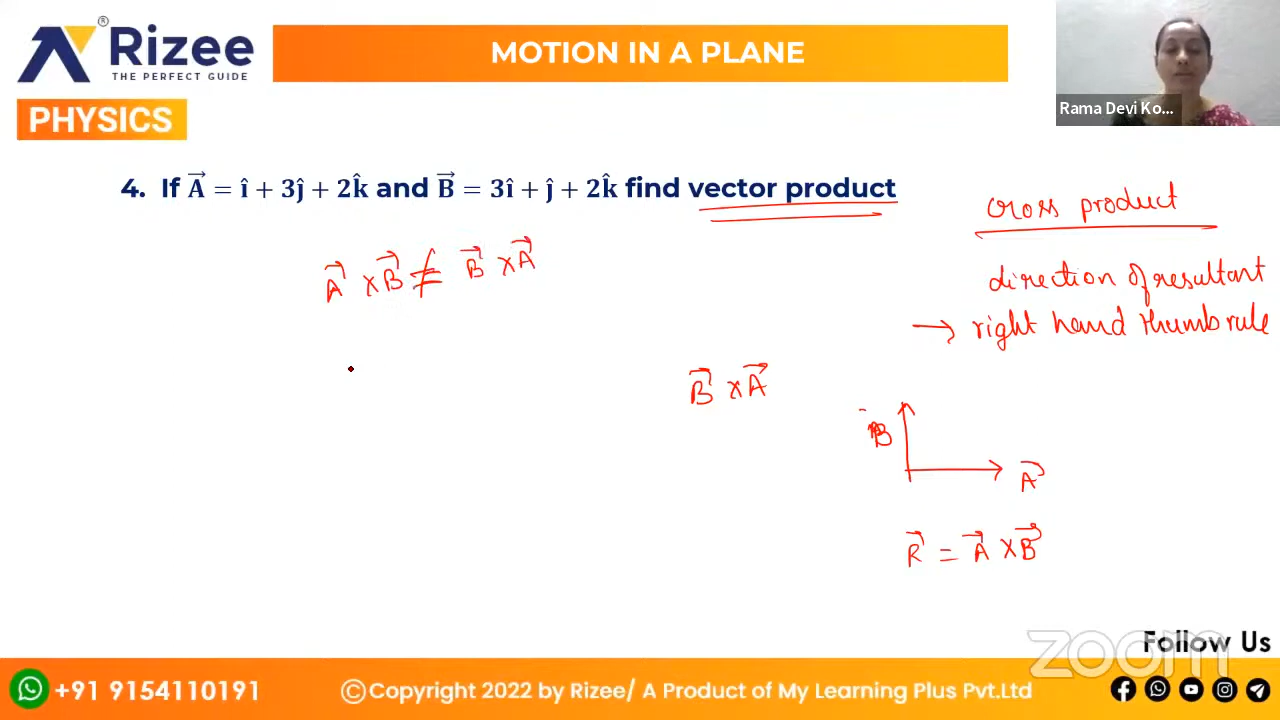 Rizee®
THE PERFECT GUIDE
MOTION IN A PLANE
Rama Devi Ko...
PHYSICS
4. If A⃗ = î + 3ĵ + 2k̂ and B⃗ = 3î + ĵ + 2k̂ find vector product
cross product
A⃗ × B⃗ ≠ B⃗ × A⃗
direction of resultant
→ right hand thumb rule
B⃗ × A⃗
B
A⃗
R⃗ = A⃗ × B⃗
Follow Us
zoom
+91 9154110191
©Copyright 2022 by Rizee/ A Product of My Learning Plus Pvt.Ltd